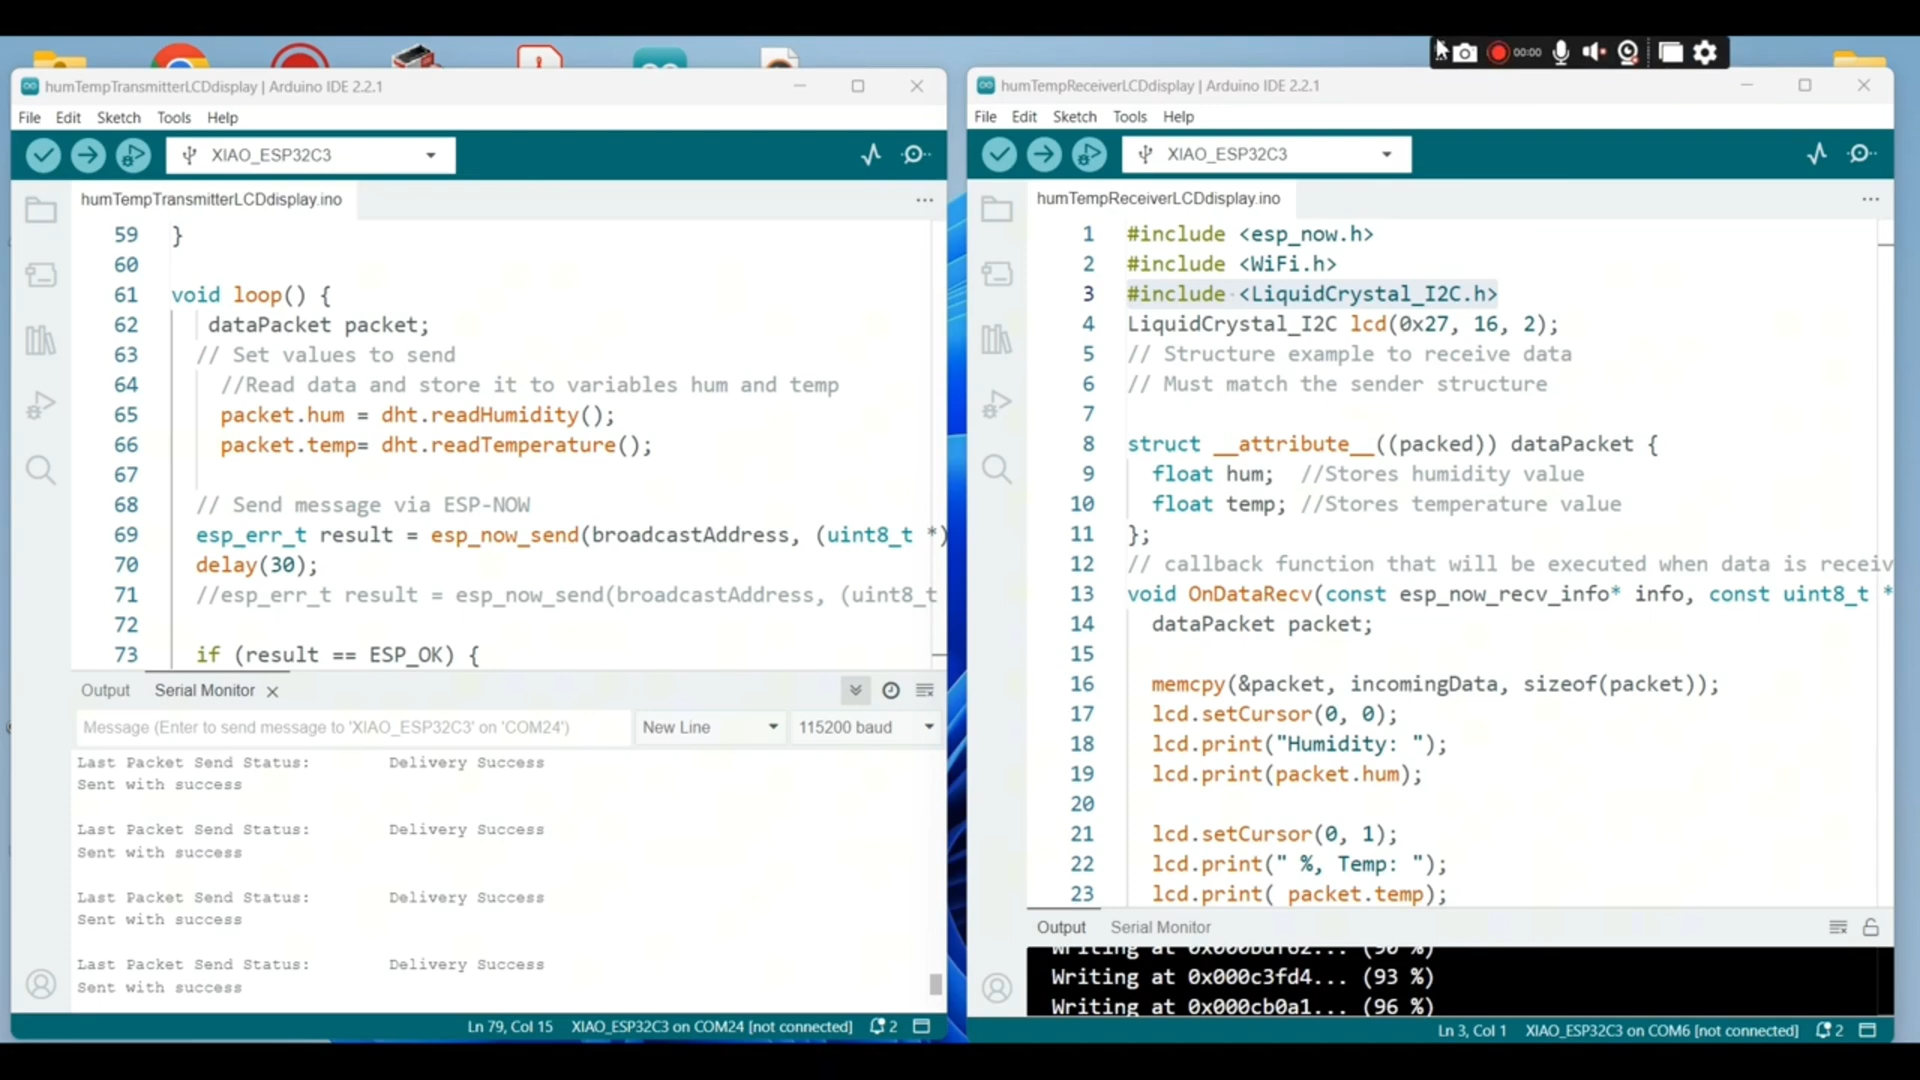 00:00
humTempTransmitterLCDdisplay | Arduino IDE 2.2.1
File Edit Sketch Tools Help
XIAO_ESP32C3
humTempTransmitterLCDdisplay.ino
59 }
60
61 void loop() {
62 dataPacket packet;
63 // Set values to send
64 //Read data and store it to variables hum and temp
65 packet.hum = dht.readHumidity();
66 packet.temp= dht.readTemperature();
67
68 // Send message via ESP-NOW
69 esp_err_t result = esp_now_send(broadcastAddress, (uint8_t *)
70 delay(30);
71 //esp_err_t result = esp_now_send(broadcastAddress, (uint8_t
72
73 if (result == ESP_OK) {
Output Serial Monitor
Message (Enter to send message to 'XIAO_ESP32C3' on 'COM24') New Line 115200 baud
Last Packet Send Status: Delivery Success
Sent with success
Last Packet Send Status: Delivery Success
Sent with success
Last Packet Send Status: Delivery Success
Sent with success
Last Packet Send Status: Delivery Success
Sent with success
Ln 79, Col 15 XIAO_ESP32C3 on COM24 [not connected] 2
humTempReceiverLCDdisplay | Arduino IDE 2.2.1
File Edit Sketch Tools Help
XIAO_ESP32C3
humTempReceiverLCDdisplay.ino
1 #include <esp_now.h>
2 #include <WiFi.h>
3 #include <LiquidCrystal_I2C.h>
4 LiquidCrystal_I2C lcd(0x27, 16, 2);
5 // Structure example to receive data
6 // Must match the sender structure
7
8 struct __attribute__((packed)) dataPacket {
9 float hum; //Stores humidity value
10 float temp; //Stores temperature value
11 };
12 // callback function that will be executed when data is receiv
13 void OnDataRecv(const esp_now_recv_info* info, const uint8_t *
14 dataPacket packet;
15
16 memcpy(&packet, incomingData, sizeof(packet));
17 lcd.setCursor(0, 0);
18 lcd.print("Humidity: ");
19 lcd.print(packet.hum);
20
21 lcd.setCursor(0, 1);
22 lcd.print(" %, Temp: ");
23 lcd.print( packet.temp);
Output Serial Monitor
Writing at (90 %)
Writing at 0x000c3fd4... (93 %)
Writing at 0x000cb0a1... (96 %)
Ln 3, Col 1 XIAO_ESP32C3 on COM6 [not connected] 2